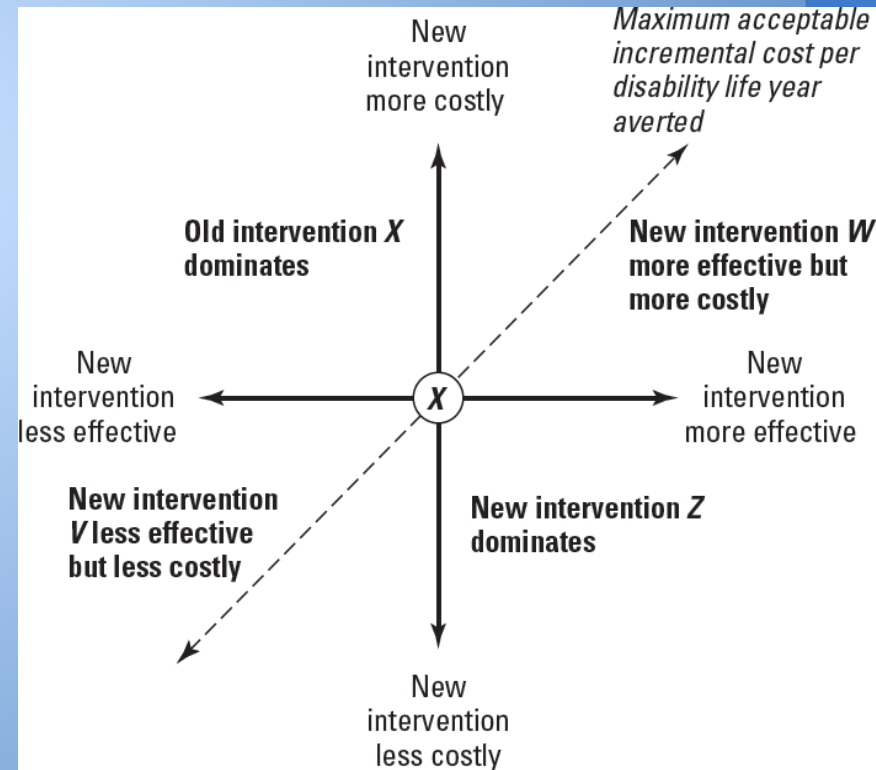 New
intervention
more costly
Maximum acceptable
incremental cost per
disability life year
averted
Old intervention X
dominates
New intervention W
more effective but
more costly
New
intervention
less effective
X
New
intervention
more effective
New intervention
V less effective
but less costly
New intervention Z
dominates
New
intervention
less costly